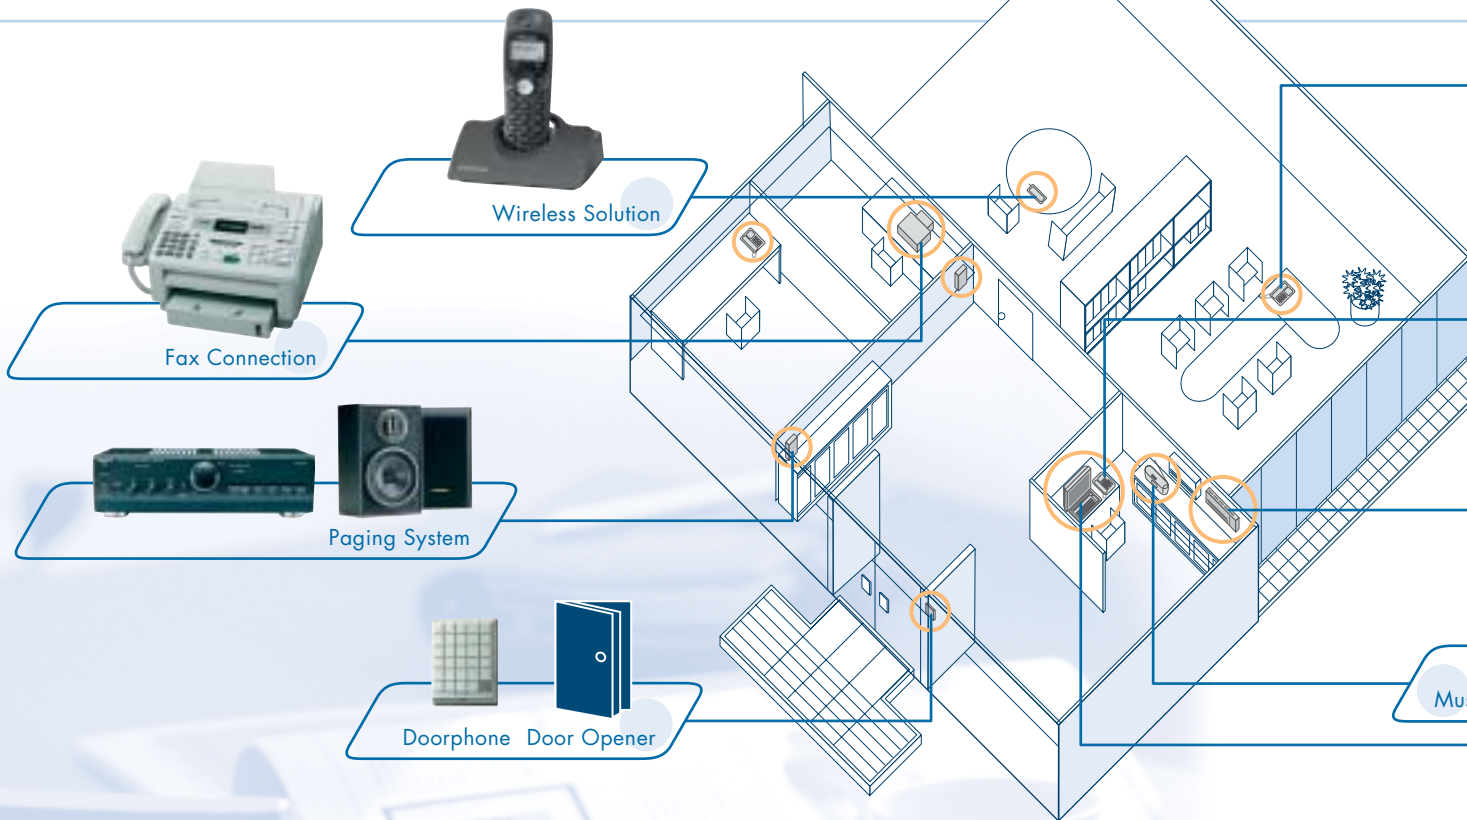 Wireless Solution
Fax Connection
Paging System
Doorphone Door Opener